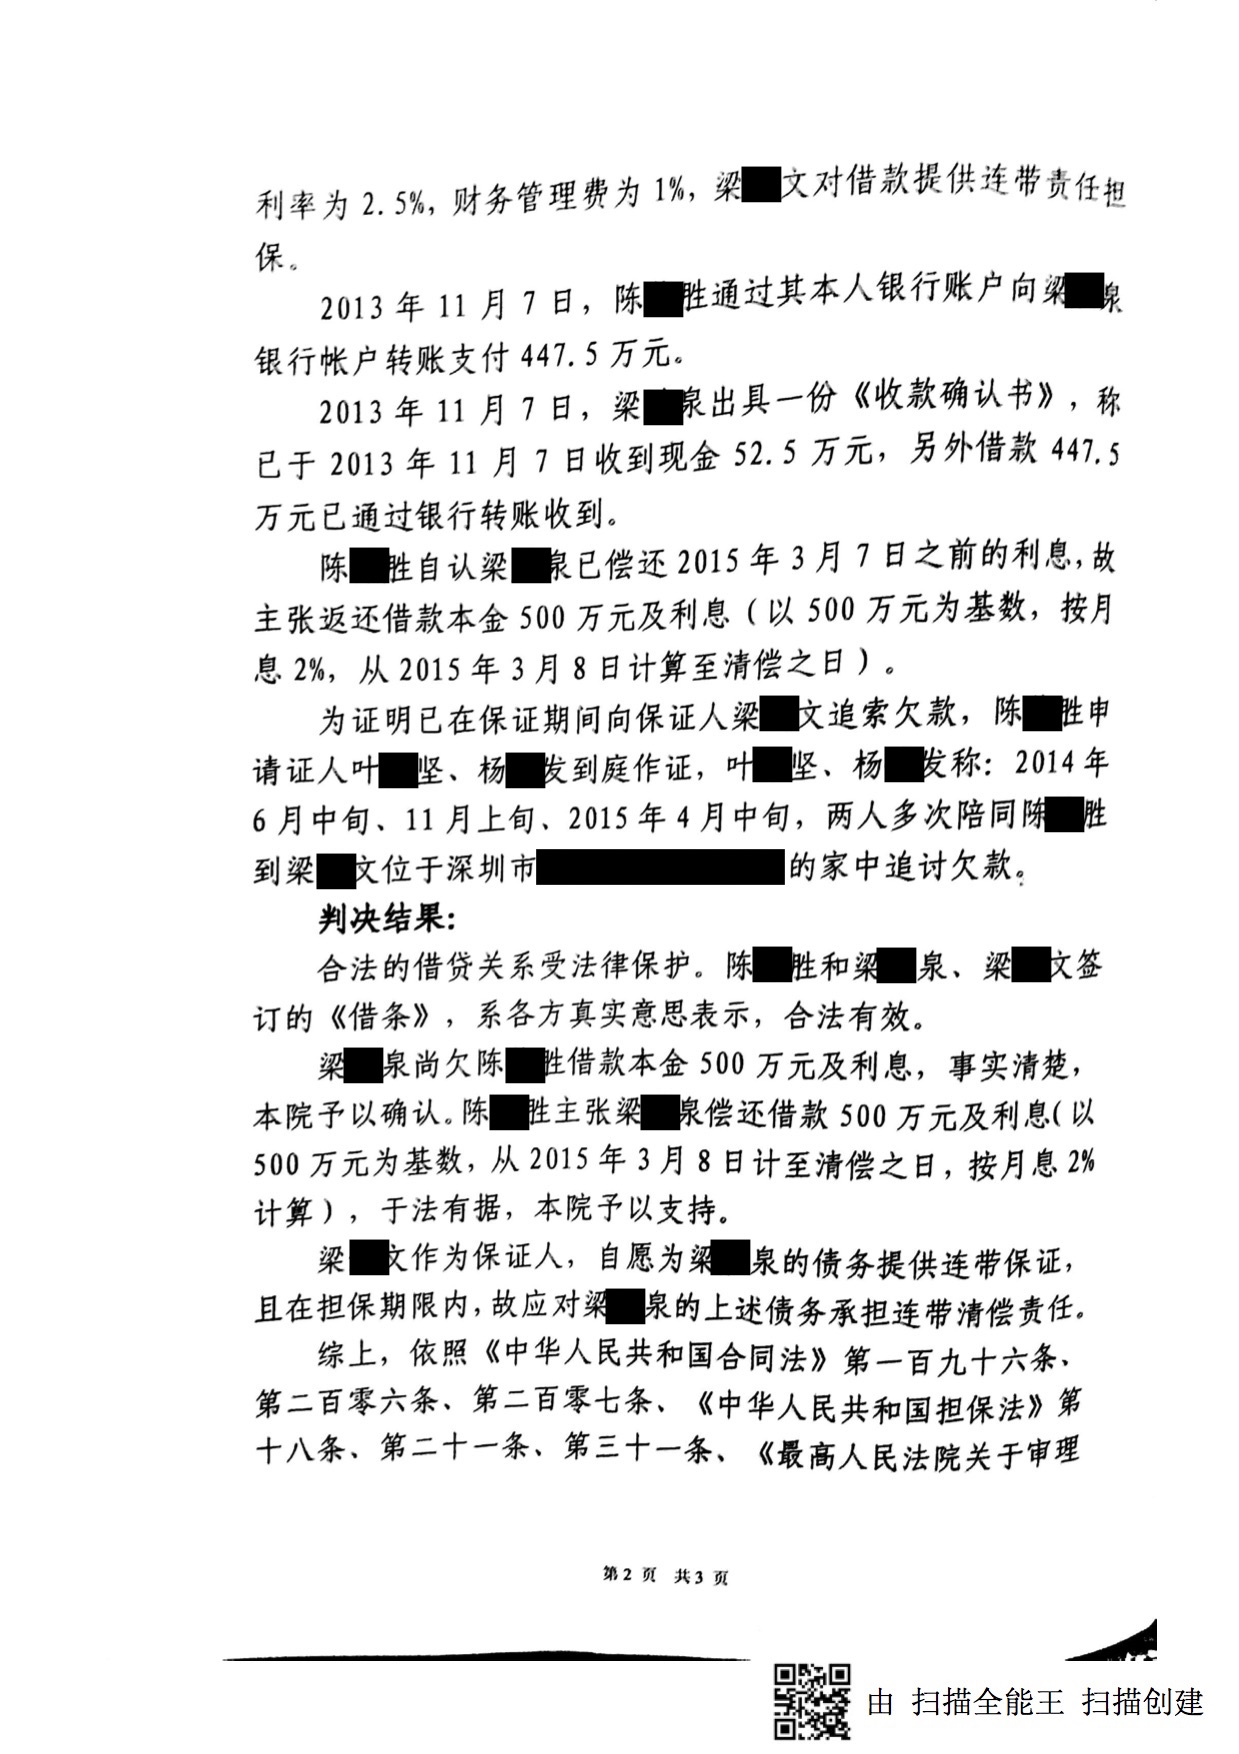 利率为 2.5%, 财务管理费为 1%, 梁文对借款提供连带责任担
保。
2013 年 11 月 7 日, 陈胜通过其本人银行账户向梁泉
银行帐户转账支付 447.5 万元。
2013 年 11 月 7 日, 梁泉出具一份《收款确认书》, 称
已于 2013 年 11 月 7 日收到现金 52.5 万元, 另外借款 447.5
万元已通过银行转账收到。
陈胜自认梁泉已偿还 2015 年 3 月 7 日之前的利息, 故
主张返还借款本金 500 万元及利息 ( 以 500 万元为基数, 按月
息 2%, 从 2015 年 3 月 8 日计算至清偿之日 ) 。
为证明已在保证期间向保证人梁文追索欠款, 陈胜申
请证人叶坚、杨发到庭作证, 叶坚、杨发称: 2014 年
6 月中旬、11 月上旬、2015 年 4 月中旬, 两人多次陪同陈胜
到梁文位于深圳市的家中追讨欠款。
判决结果:
合法的借贷关系受法律保护。陈胜和梁泉、梁文签
订的《借条》, 系各方真实意思表示, 合法有效。
梁泉尚欠陈胜借款本金 500 万元及利息, 事实清楚,
本院予以确认。陈胜主张梁泉偿还借款 500 万元及利息( 以
500 万元为基数, 从 2015 年 3 月 8 日计至清偿之日, 按月息 2%
计算 ) , 于法有据, 本院予以支持。
梁文作为保证人, 自愿为梁泉的债务提供连带保证,
且在担保期限内, 故应对梁泉的上述债务承担连带清偿责任。
综上, 依照《中华人民共和国合同法》第一百九十六条、
第二百零六条、第二百零七条、《中华人民共和国担保法》第
十八条、第二十一条、第三十一条、《最高人民法院关于审理
第 2 页 共 3 页
由 扫描全能王 扫描创建